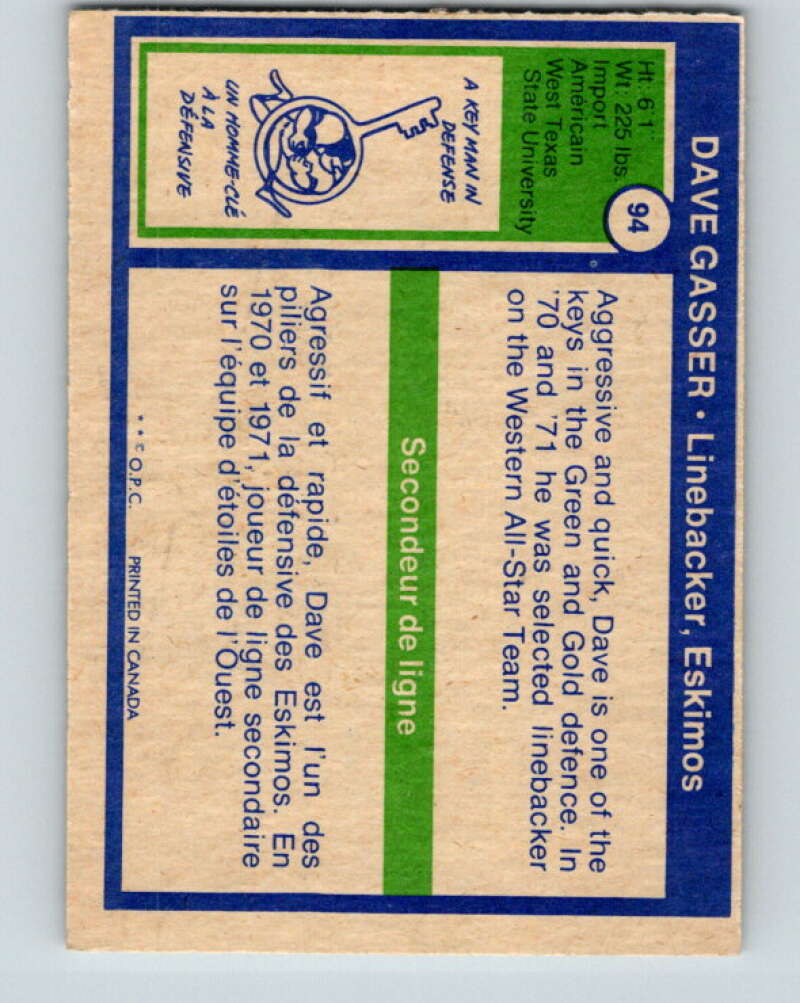 DAVE GASSER • Linebacker, Eskimos
94
Ht: 6'1"
Wt: 225 lbs.
Import
Américain
West Texas
State University
A KEY MAN IN
DEFENSE
UN HOMME-CLÉ
À LA
DÉFENSIVE
Aggressive and quick, Dave is one of the
keys in the Green and Gold defence. In
'70 and '71 he was selected linebacker
on the Western All-Star Team.
Secondeur de ligne
Agressif et rapide, Dave est l'un des
piliers de la défensive des Eskimos. En
1970 et 1971, joueur de ligne secondaire
sur l'équipe d'étoiles de l'Ouest.
* * © O.P.C. PRINTED IN CANADA